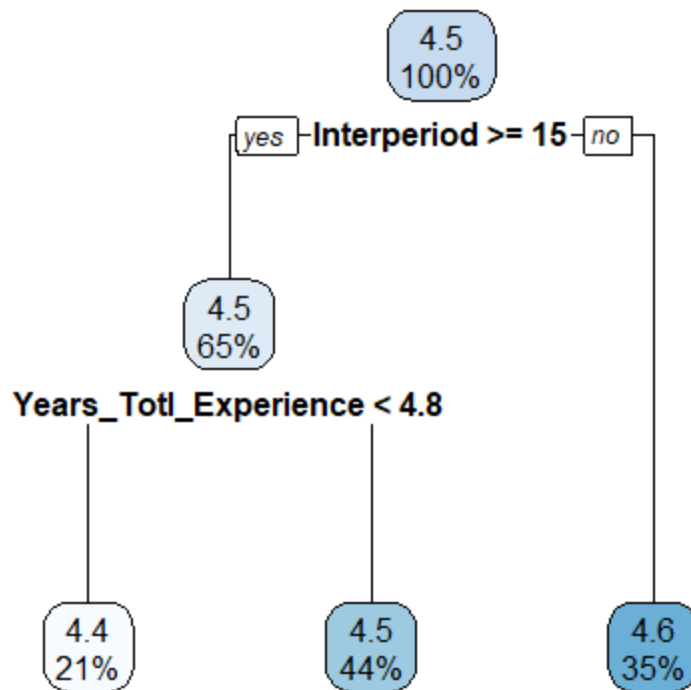 4.5
100%
yes Interperiod >= 15 no
4.5
65%
Years_Totl_Experience < 4.8
4.4 4.5 4.6
21% 44% 35%